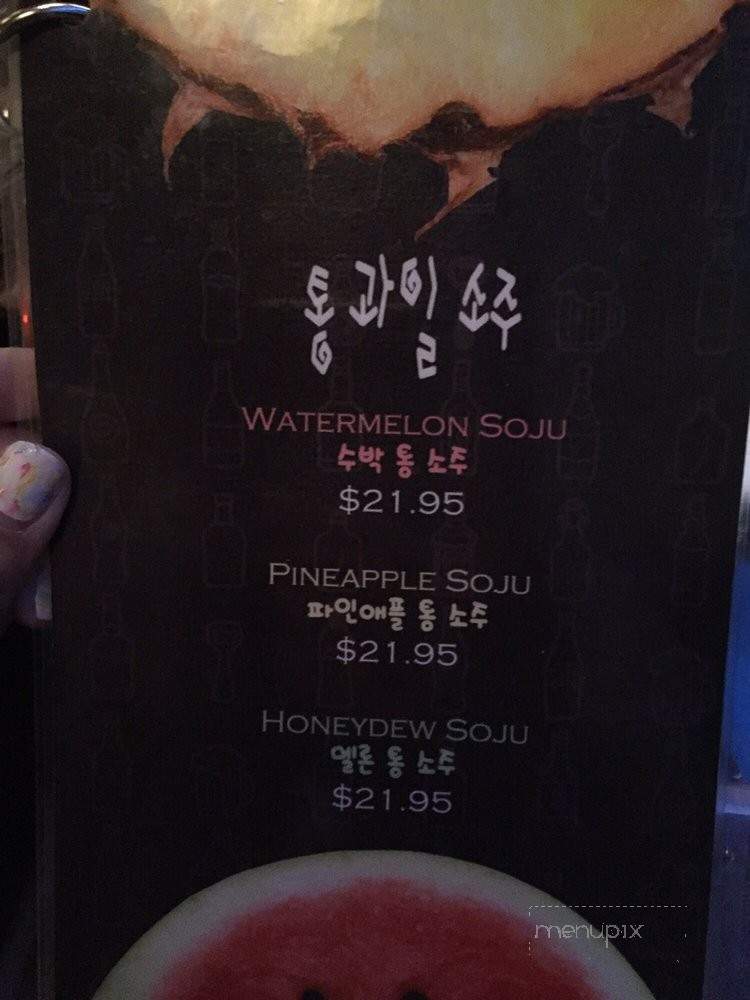 통과일 소주
WATERMELON SOJU
수박 통 소주
$21.95
PINEAPPLE SOJU
파인애플 통 소주
$21.95
HONEYDEW SOJU
멜론 통 소주
$21.95
menupix